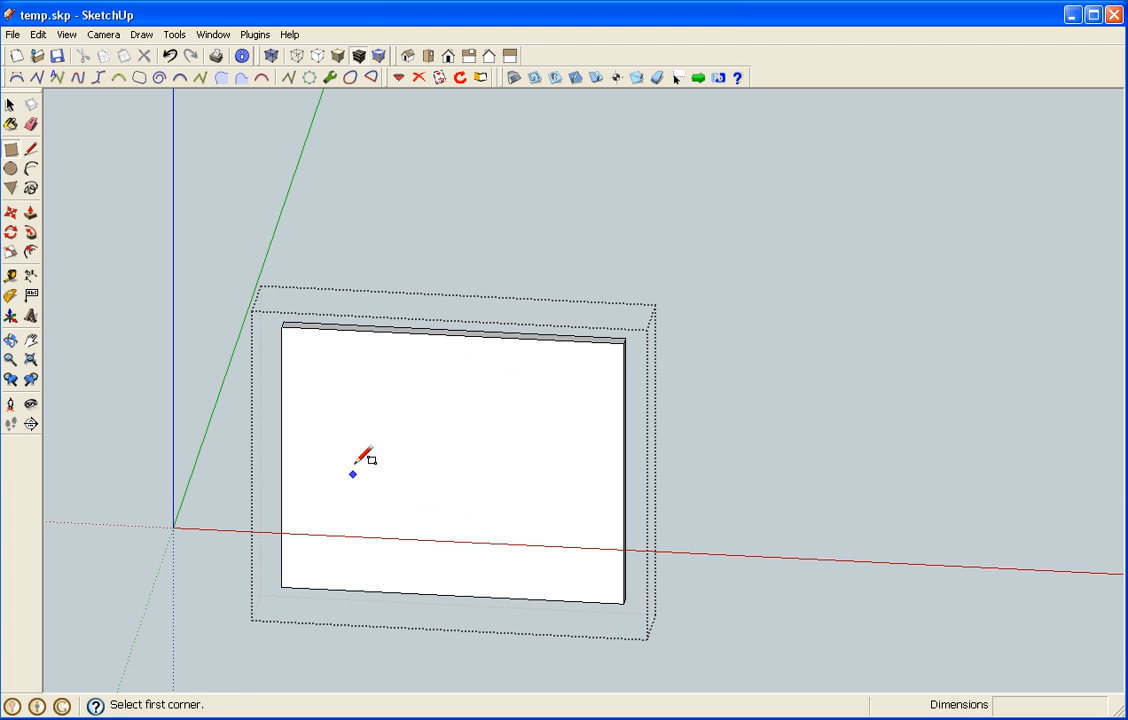 temp.skp - SketchUp
File Edit View Camera Draw Tools Window Plugins Help
Select first corner.
Dimensions